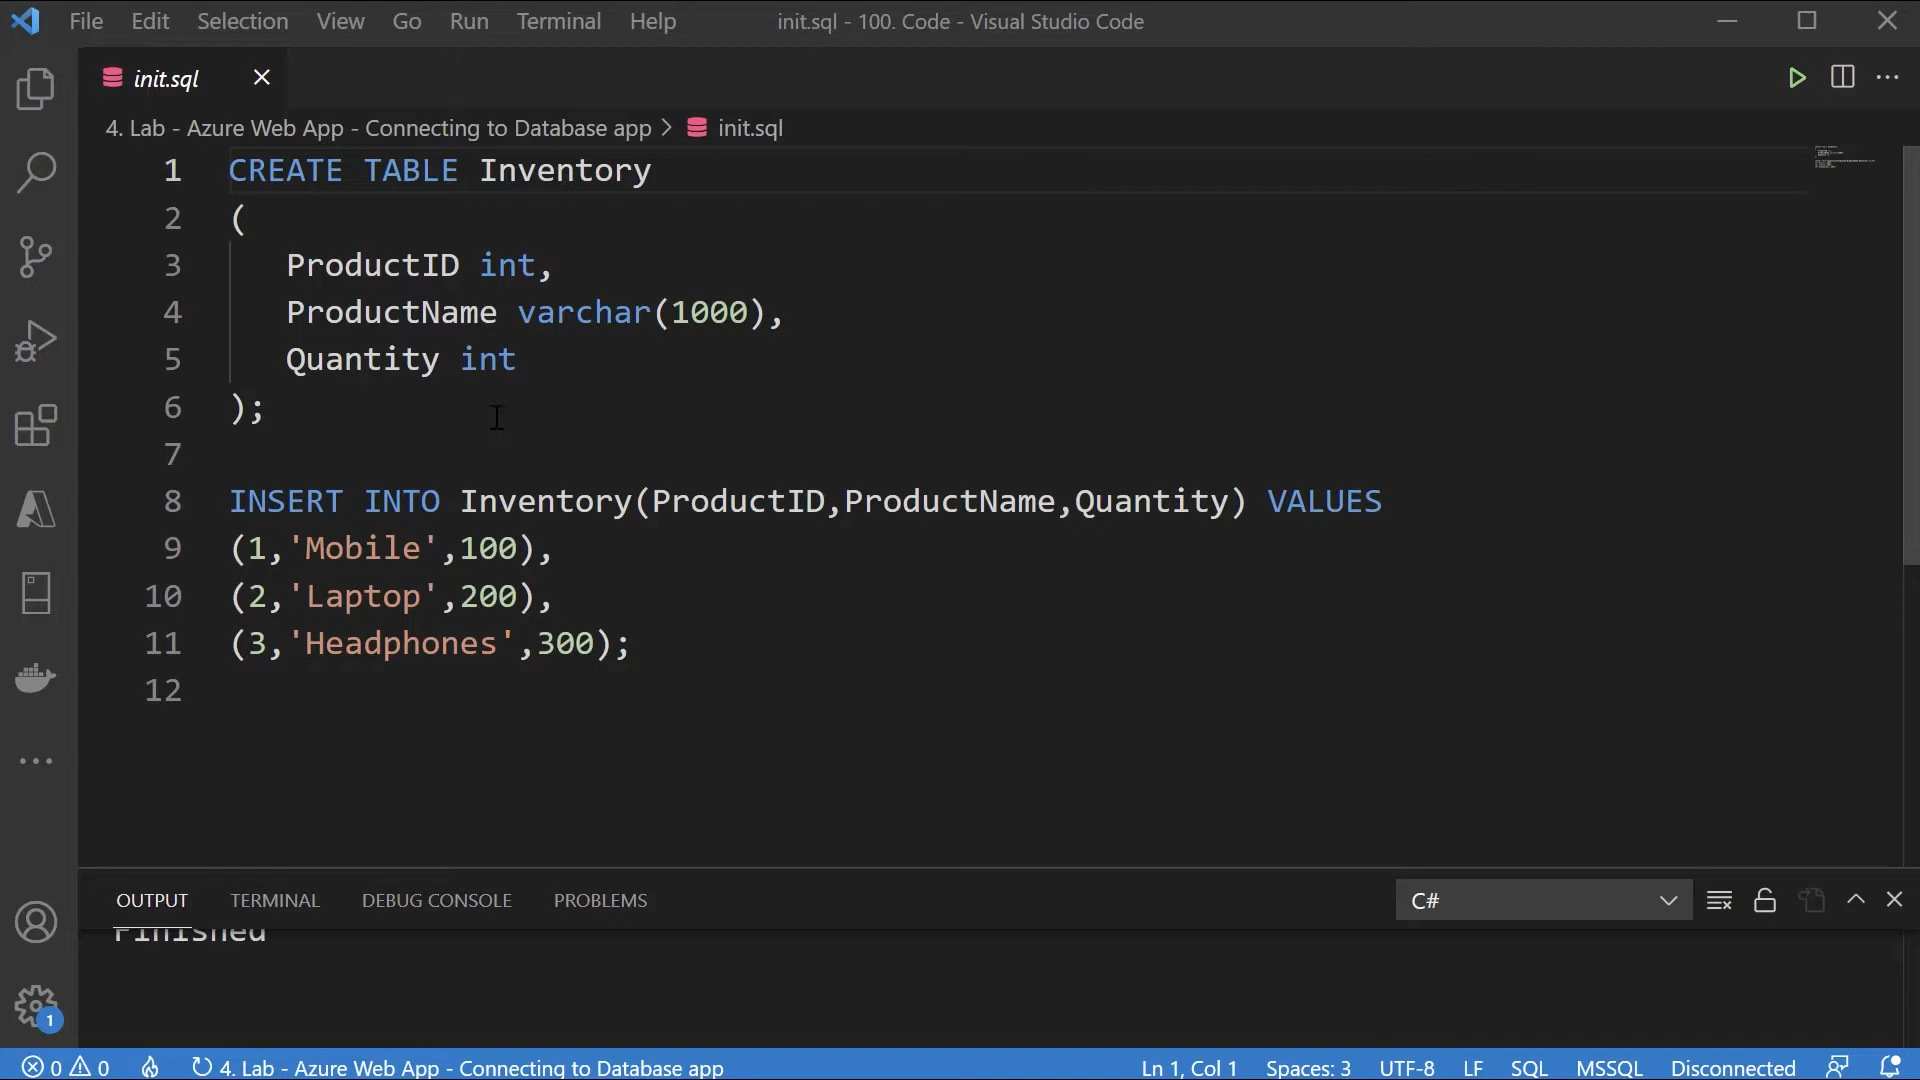 File Edit Selection View Go Run Terminal Help init.sql - 100. Code - Visual Studio Code
init.sql
4. Lab - Azure Web App - Connecting to Database app > init.sql
1 CREATE TABLE Inventory
2 (
3 ProductID int,
4 ProductName varchar(1000),
5 Quantity int
6 );
7
8 INSERT INTO Inventory(ProductID,ProductName,Quantity) VALUES
9 (1,'Mobile',100),
10 (2,'Laptop',200),
11 (3,'Headphones',300);
12
OUTPUT TERMINAL DEBUG CONSOLE PROBLEMS C#
Finished
1
0 0 4. Lab - Azure Web App - Connecting to Database app Ln 1, Col 1 Spaces: 3 UTF-8 LF SQL MSSQL Disconnected